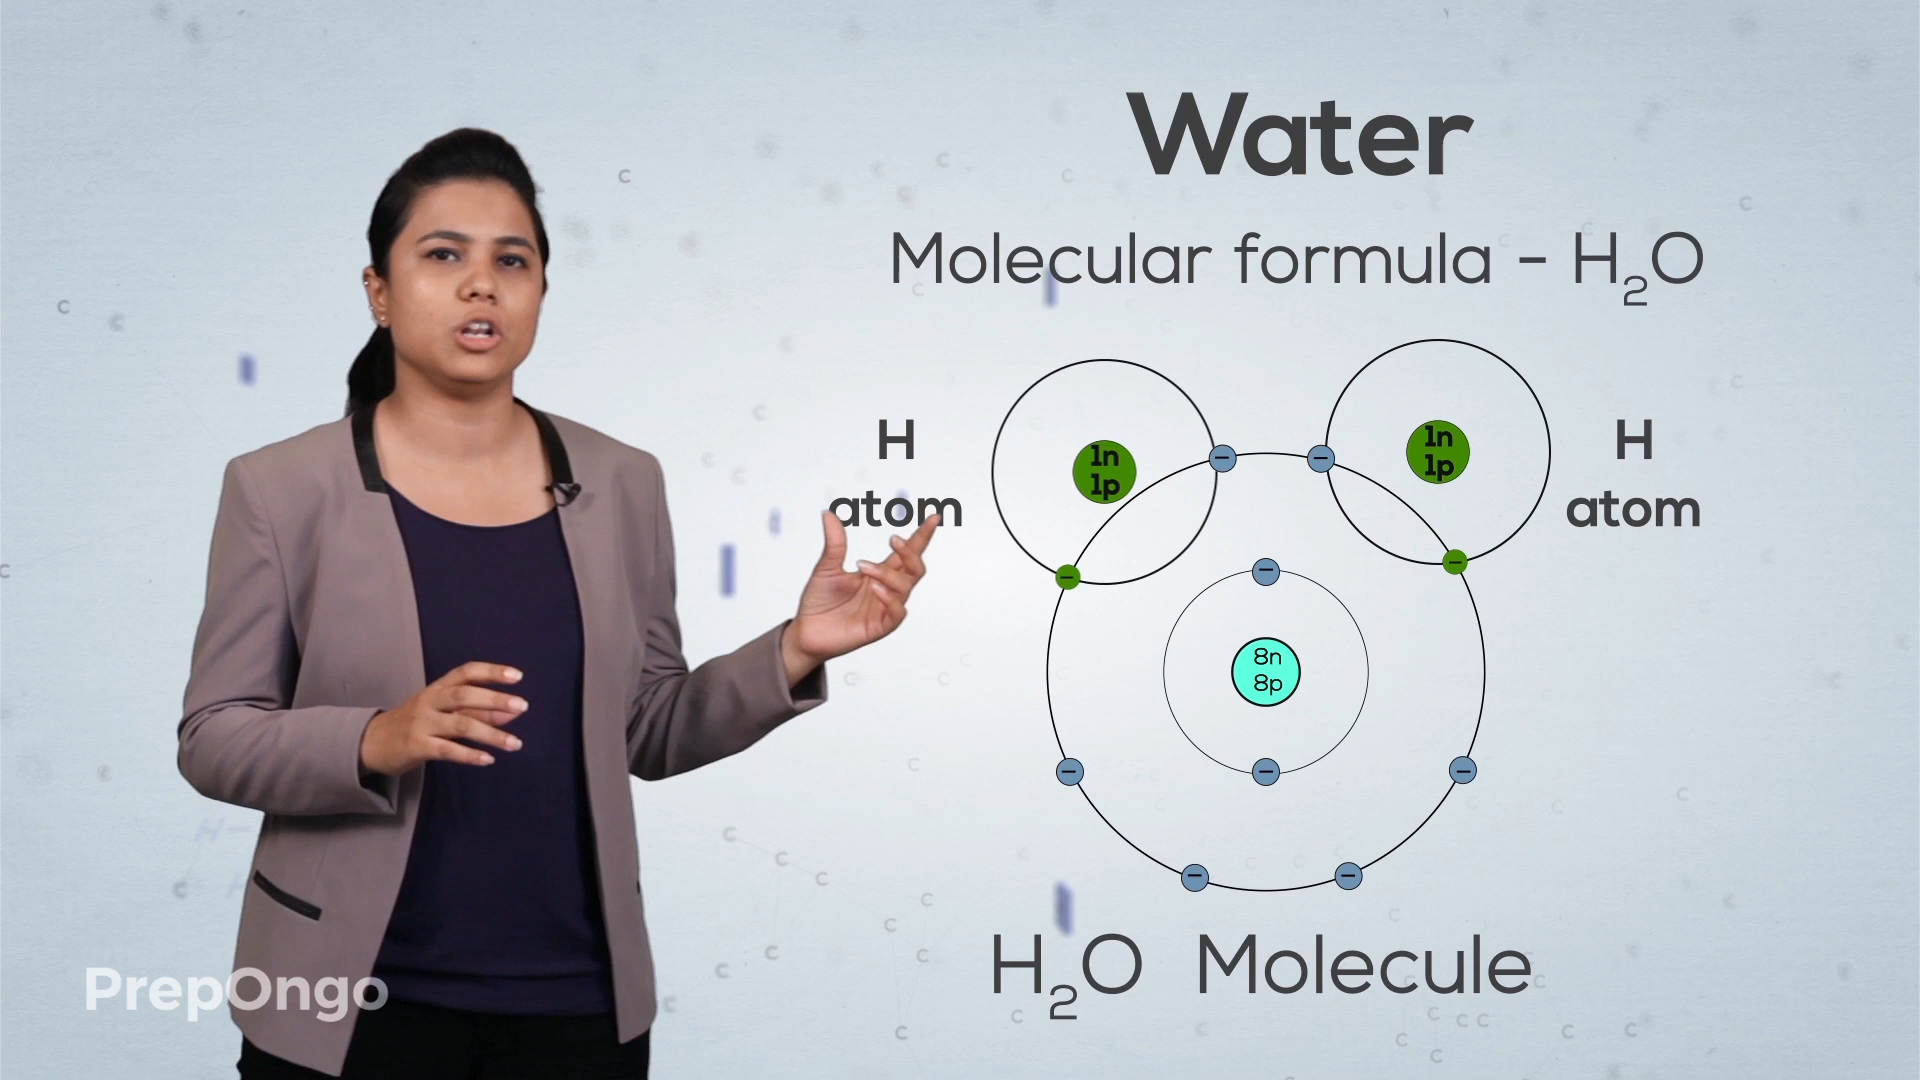 Water
Molecular formula - H₂O
H
atom
1n
1p
1n
1p
H
atom
8n
8p
H₂O Molecule
PrepOngo